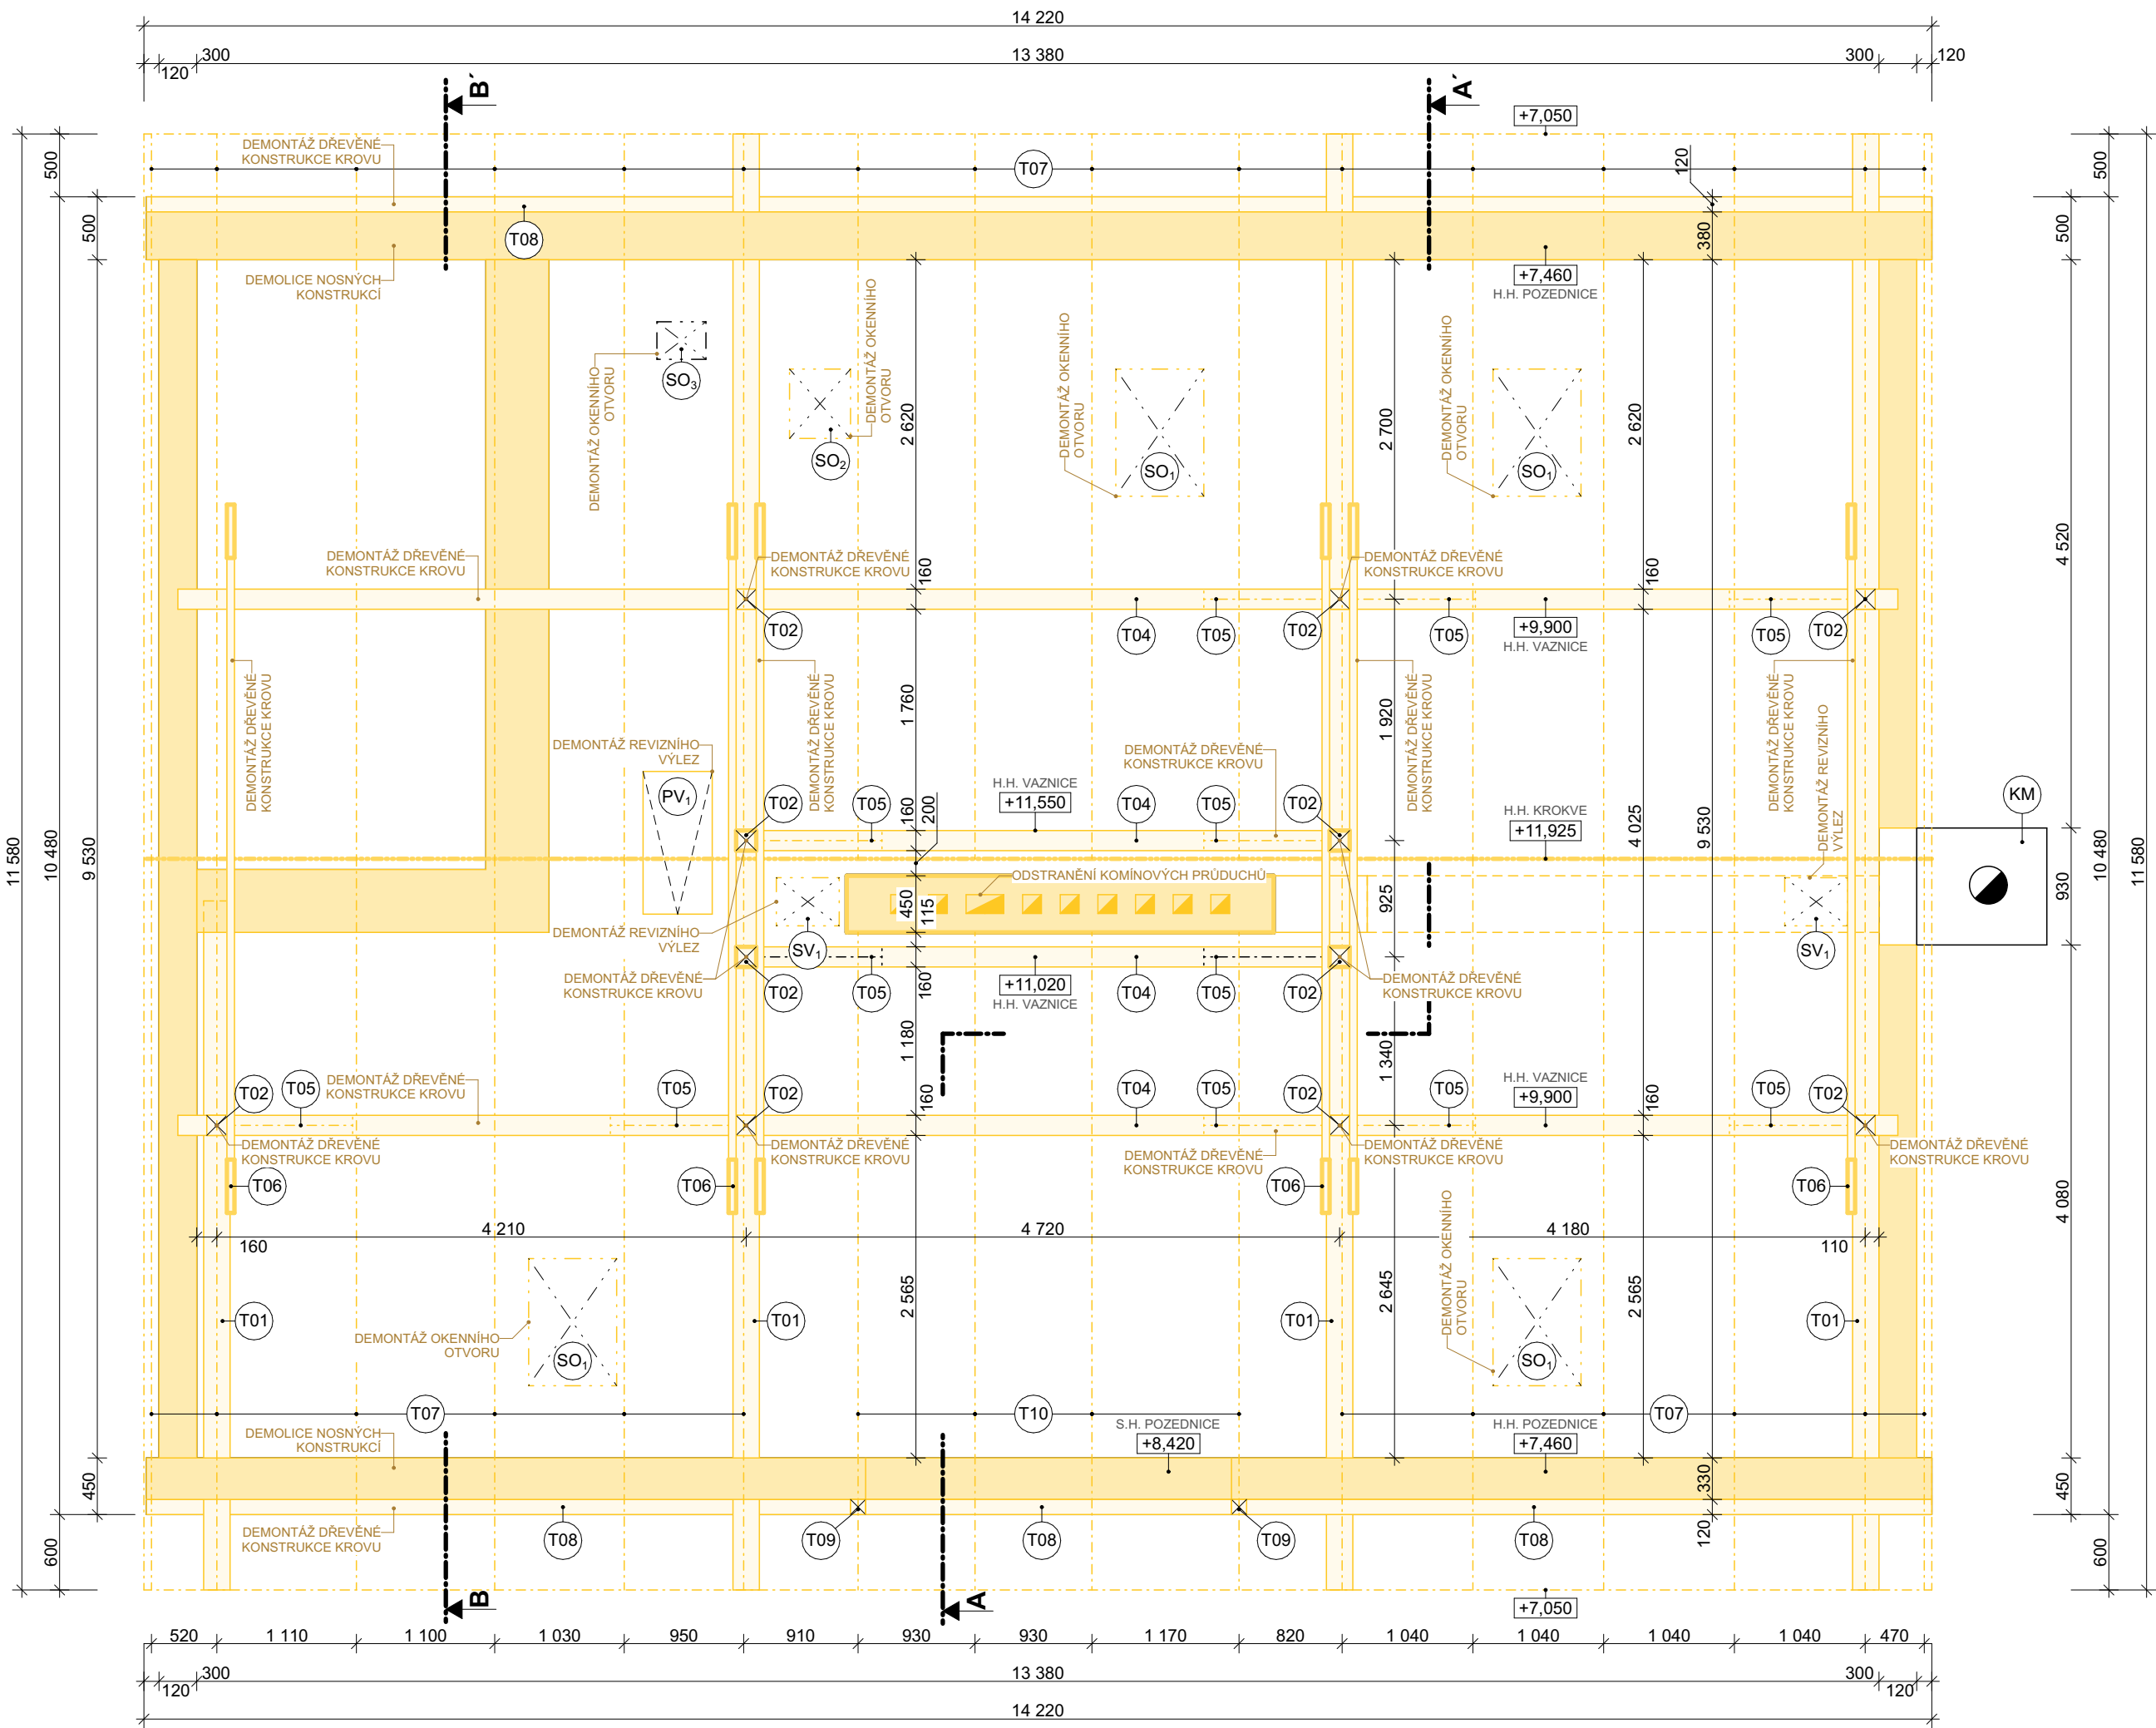 14 220
300
13 380
300
120
120
B´
A´
+7,050
DEMONTÁŽ DŘEVĚNÉ
KONSTRUKCE KROVU
T07
120
500
500
T08
500
500
380
DEMOLICE NOSNÝCH
KONSTRUKCÍ
+7,460
H.H. POZEDNICE
DEMONTÁŽ OKENNÍHO
OTVORU
SO₃
DEMONTÁŽ OKENNÍHO
OTVORU
SO₂
DEMONTÁŽ OKENNÍHO
OTVORU
SO₁
DEMONTÁŽ OKENNÍHO
OTVORU
SO₁
2 620
2 700
2 620
4 520
DEMONTÁŽ DŘEVĚNÉ
KONSTRUKCE KROVU
DEMONTÁŽ DŘEVĚNÉ
KONSTRUKCE KROVU
DEMONTÁŽ DŘEVĚNÉ
KONSTRUKCE KROVU
160
160
T02
T04
T05
T02
T05
+9,900
H.H. VAZNICE
T05
T02
DEMONTÁŽ DŘEVĚNÉ
KONSTRUKCE KROVU
DEMONTÁŽ DŘEVĚNÉ
KONSTRUKCE KROVU
DEMONTÁŽ DŘEVĚNÉ
KONSTRUKCE KROVU
DEMONTÁŽ DŘEVĚNÉ
KONSTRUKCE KROVU
DEMONTÁŽ REVIZNÍHO
VÝLEZ
1 760
1 920
DEMONTÁŽ REVIZNÍHO
VÝLEZ
PV₁
DEMONTÁŽ DŘEVĚNÉ
KONSTRUKCE KROVU
H.H. VAZNICE
+11,550
T02
T05
T04
T05
T02
160
200
H.H. KROKVE
+11,925
KM
11 580
10 480
9 530
4 025
9 530
930
10 480
11 580
ODSTRANĚNÍ KOMÍNOVÝCH PRŮDUCHŮ
450
115
925
DEMONTÁŽ REVIZNÍHO
VÝLEZ
SV₁
SV₁
DEMONTÁŽ DŘEVĚNÉ
KONSTRUKCE KROVU
T02
T05
160
+11,020
H.H. VAZNICE
T04
T05
T02
DEMONTÁŽ DŘEVĚNÉ
KONSTRUKCE KROVU
1 180
1 340
T02
T05
DEMONTÁŽ DŘEVĚNÉ
KONSTRUKCE KROVU
T05
T02
160
T04
T05
T02
T05
H.H. VAZNICE
+9,900
160
T05
T02
DEMONTÁŽ DŘEVĚNÉ
KONSTRUKCE KROVU
DEMONTÁŽ DŘEVĚNÉ
KONSTRUKCE KROVU
DEMONTÁŽ DŘEVĚNÉ
KONSTRUKCE KROVU
DEMONTÁŽ DŘEVĚNÉ
KONSTRUKCE KROVU
DEMONTÁŽ DŘEVĚNÉ
KONSTRUKCE KROVU
T06
T06
T06
T06
4 080
160
4 210
4 720
4 180
110
DEMONTÁŽ OKENNÍHO
OTVORU
T01
T01
T01
T01
2 565
2 645
2 565
DEMONTÁŽ OKENNÍHO
OTVORU
SO₁
SO₁
T07
T10
T07
DEMOLICE NOSNÝCH
KONSTRUKCÍ
S.H. POZEDNICE
+8,420
H.H. POZEDNICE
+7,460
450
330
450
DEMONTÁŽ DŘEVĚNÉ
KONSTRUKCE KROVU
T08
T09
T08
T09
T08
120
600
600
B
A
+7,050
520
1 110
1 100
1 030
950
910
930
930
1 170
820
1 040
1 040
1 040
1 040
470
300
13 380
300
120
120
14 220